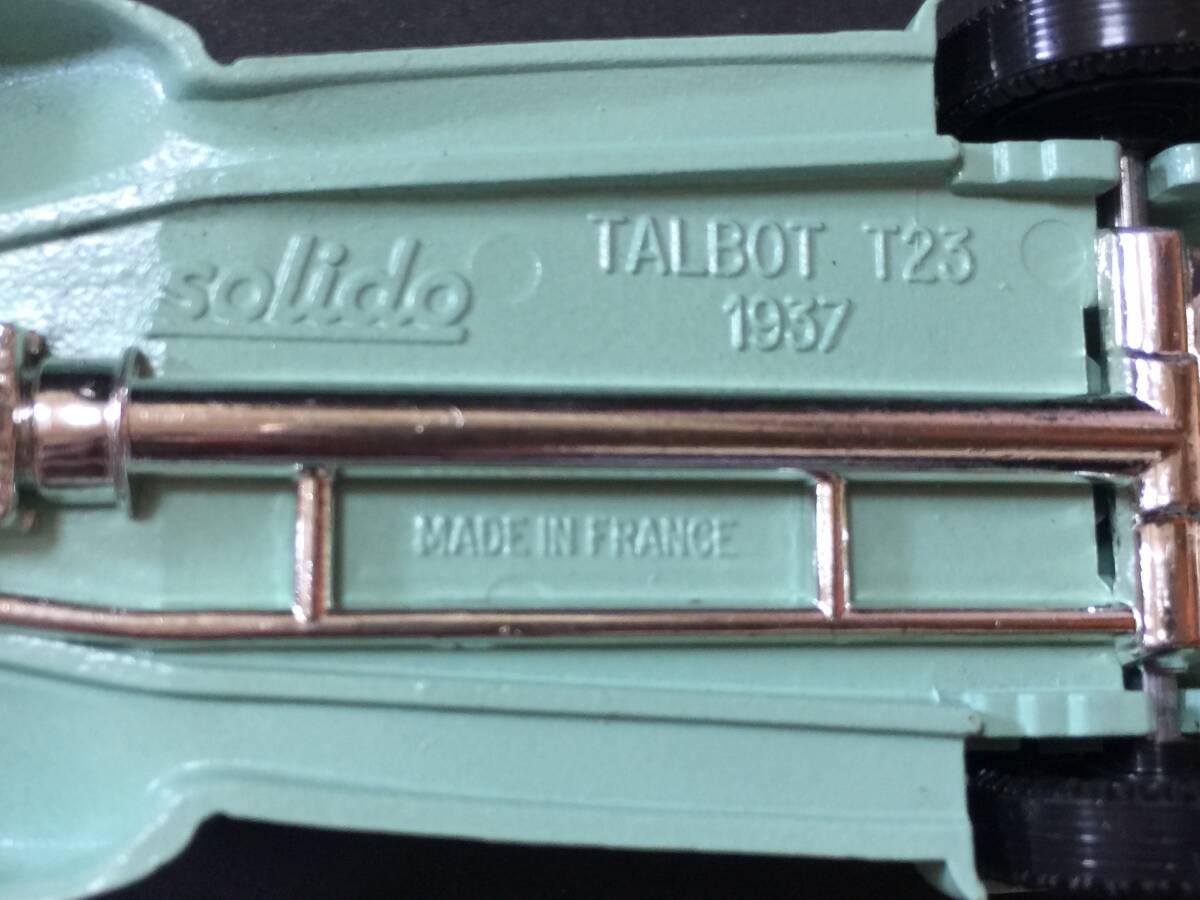 solido
TALBOT T23
1937
MADE IN FRANCE